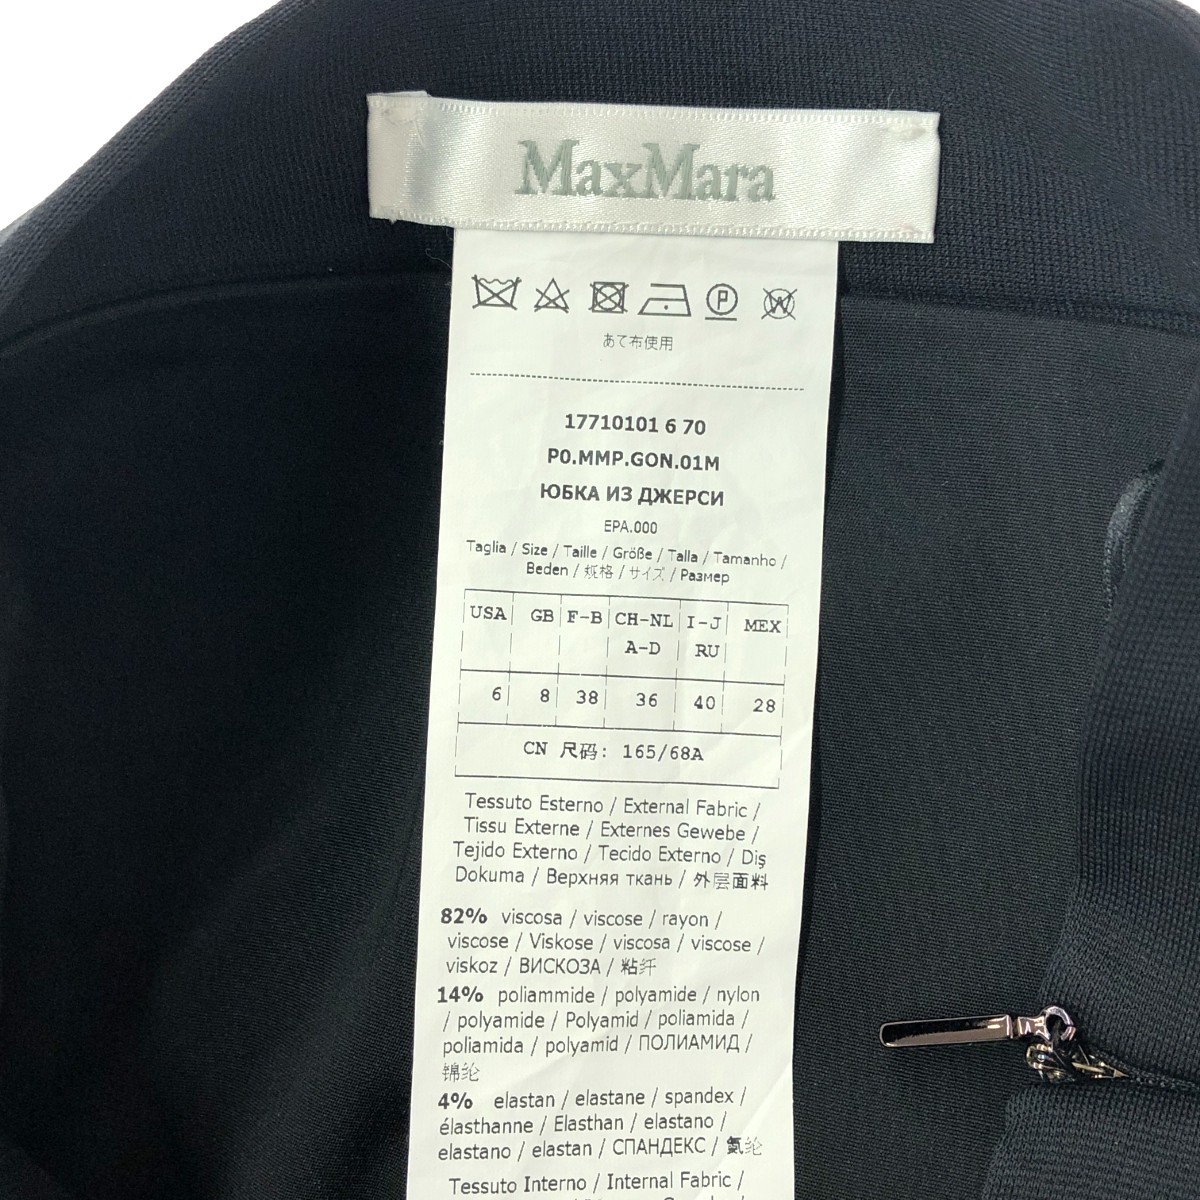 MaxMara
P W
あて布使用
17710101 6 70
P0.MMP.GON.01M
ЮБКА ИЗ ДЖЕРСИ
EPA.000
Taglia / Size / Taille / Größe / Talla / Tamanho /
Beden / 规格 / サイズ / Размер
USA GB F-B CH-NL I-J MEX
A-D RU
6 8 38 36 40 28
CN 尺码: 165/68A
Tessuto Esterno / External Fabric /
Tissu Externe / Externes Gewebe /
Tejido Externo / Tecido Externo / Diş
Dokuma / Верхняя ткань / 外层面料
82% viscosa / viscose / rayon /
viscose / Viskose / viscosa / viscose /
viskoz / ВИСКОЗА / 粘纤
14% poliammide / polyamide / nylon
/ polyamide / Polyamid / poliamida /
poliamida / polyamid / ПОЛИАМИД /
锦纶
4% elastan / elastane / spandex /
élasthanne / Elasthan / elastano /
elastano / elastan / СПАНДЕКС / 氨纶
Tessuto Interno / Internal Fabric /